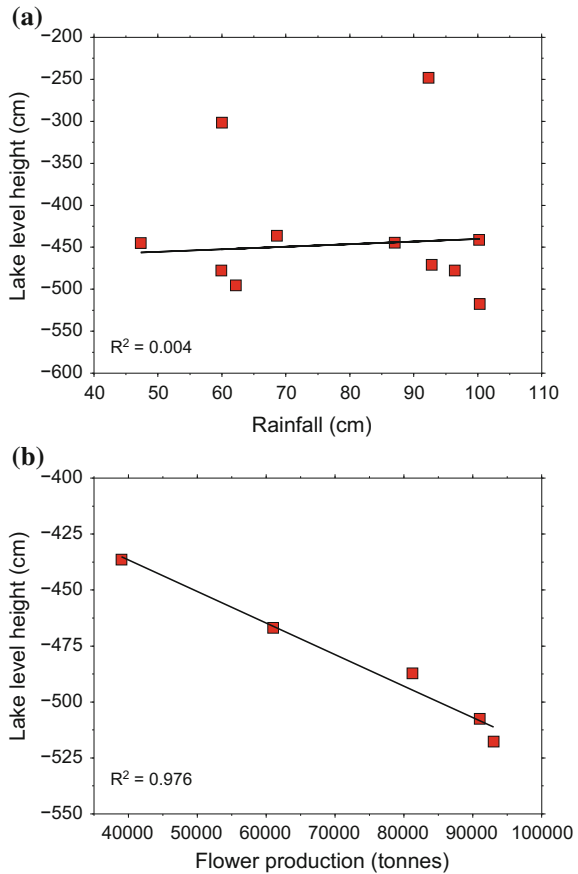 (a)
−200
−250
−300
−350
−400
−450
−500
−550
−600
Lake level height (cm)
R² = 0.004
40 50 60 70 80 90 100 110
Rainfall (cm)
(b)
−400
−425
−450
−475
−500
−525
−550
Lake level height (cm)
R² = 0.976
40000 50000 60000 70000 80000 90000 100000
Flower production (tonnes)